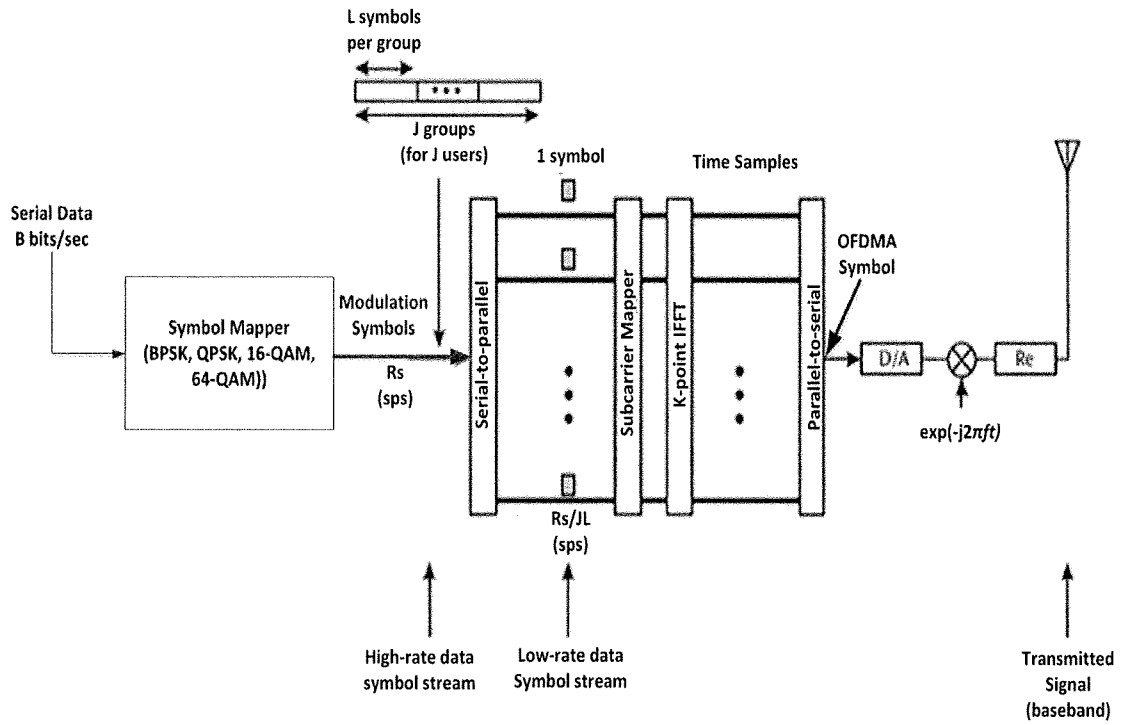 L symbols
per group
J groups
(for J users)
1 symbol
Time Samples
Serial Data
B bits/sec
Symbol Mapper
(BPSK, QPSK, 16-QAM,
64-QAM))
Modulation
Symbols
Rs
(sps)
Serial-to-parallel
Subcarrier Mapper
K-point IFFT
Parallel-to-serial
OFDMA
Symbol
D/A
Re
exp(-j2πft)
Rs/JL
(sps)
High-rate data
symbol stream
Low-rate data
Symbol stream
Transmitted
Signal
(baseband)